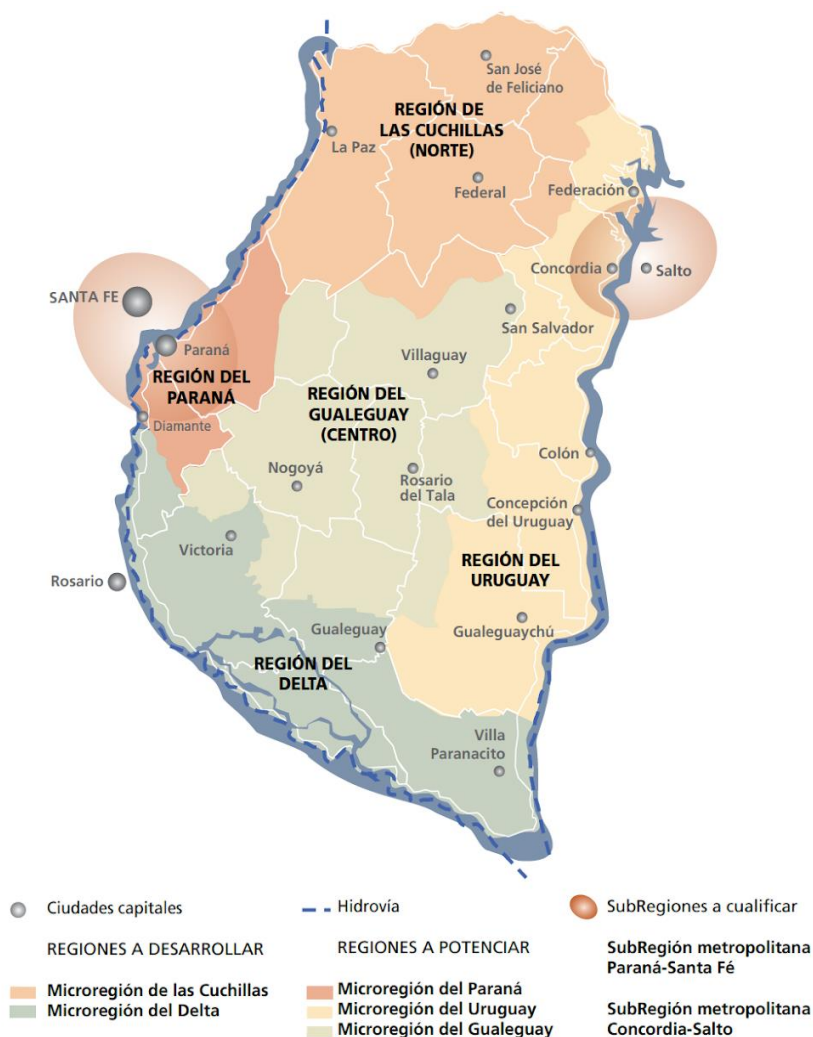 San José
de Feliciano
REGIÓN DE
LAS CUCHILLAS
(NORTE)
La Paz
Federal
Federación
Concordia
Salto
SANTA FE
San Salvador
Paraná
Villaguay
REGIÓN DEL
PARANÁ
REGIÓN DEL
GUALEGUAY
(CENTRO)
Diamante
Colón
Nogoyá
Rosario
del Tala
Concepción
del Uruguay
Victoria
REGIÓN DEL
URUGUAY
Rosario
Gualeguay
Gualeguaychú
REGIÓN DEL
DELTA
Villa
Paranacito
Ciudades capitales
Hidrovía
SubRegiones a cualificar
REGIONES A DESARROLLAR
REGIONES A POTENCIAR
SubRegión metropolitana
Paraná-Santa Fé
Microregión de las Cuchillas
Microregión del Delta
Microregión del Paraná
Microregión del Uruguay
Microregión del Gualeguay
SubRegión metropolitana
Concordia-Salto